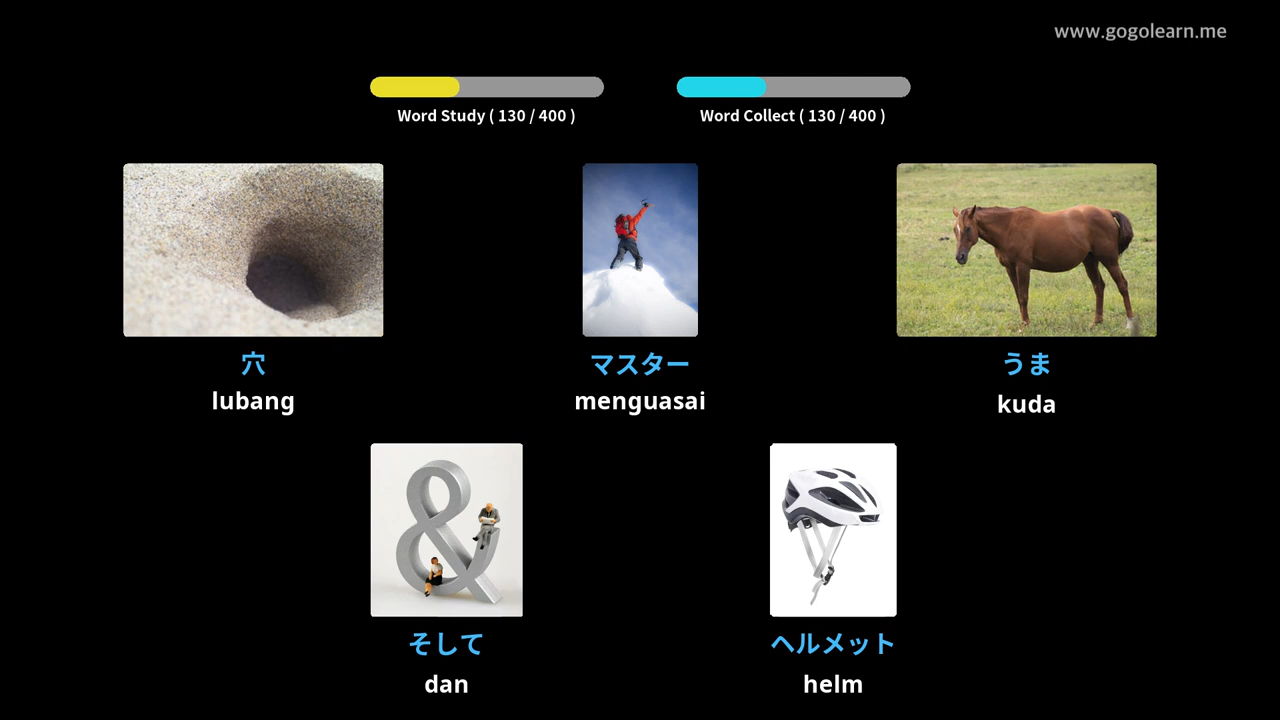 www.gogolearn.me
Word Study ( 130 / 400 )
Word Collect ( 130 / 400 )
穴
lubang
マスター
menguasai
うま
kuda
&
そして
dan
ヘルメット
helm